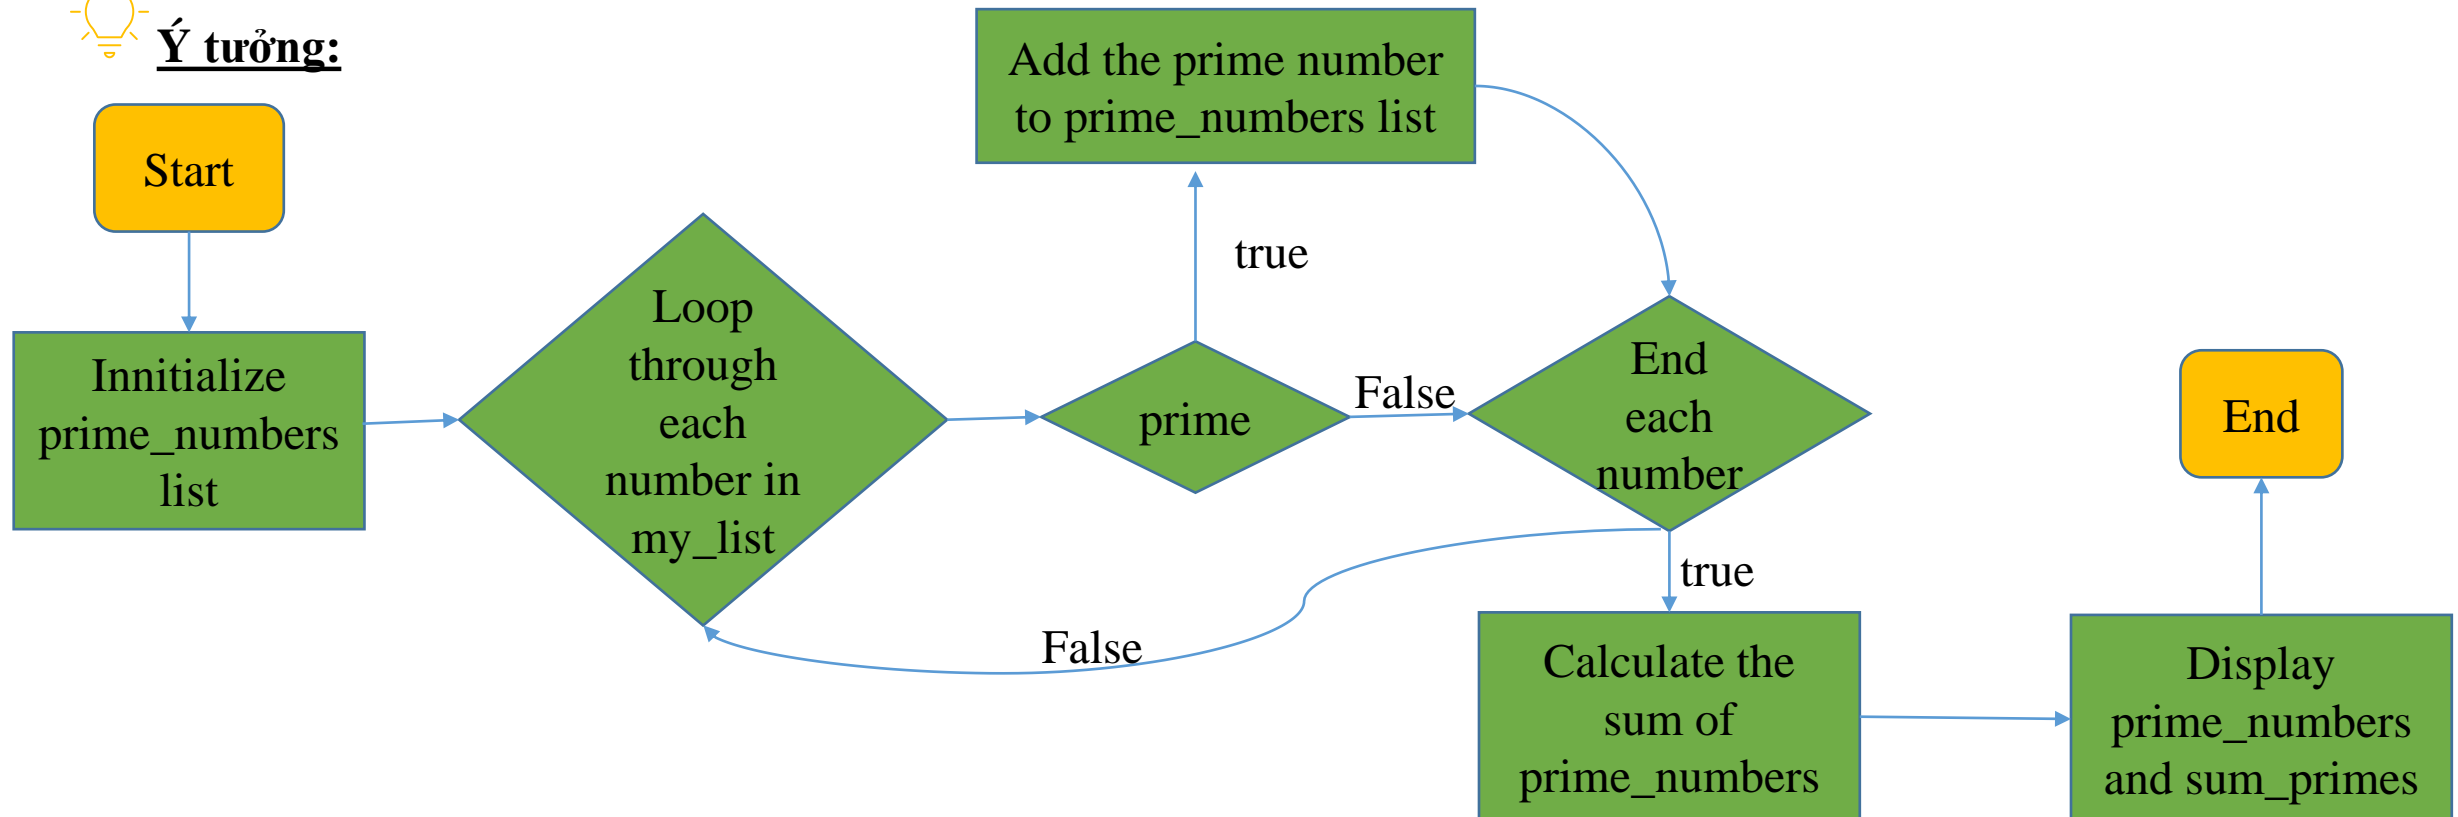 Ý tưởng:
Start
Innitialize
prime_numbers
list
Loop
through
each
number in
my_list
prime
true
Add the prime number
to prime_numbers list
False
End
each
number
False
true
Calculate the
sum of
prime_numbers
Display
prime_numbers
and sum_primes
End